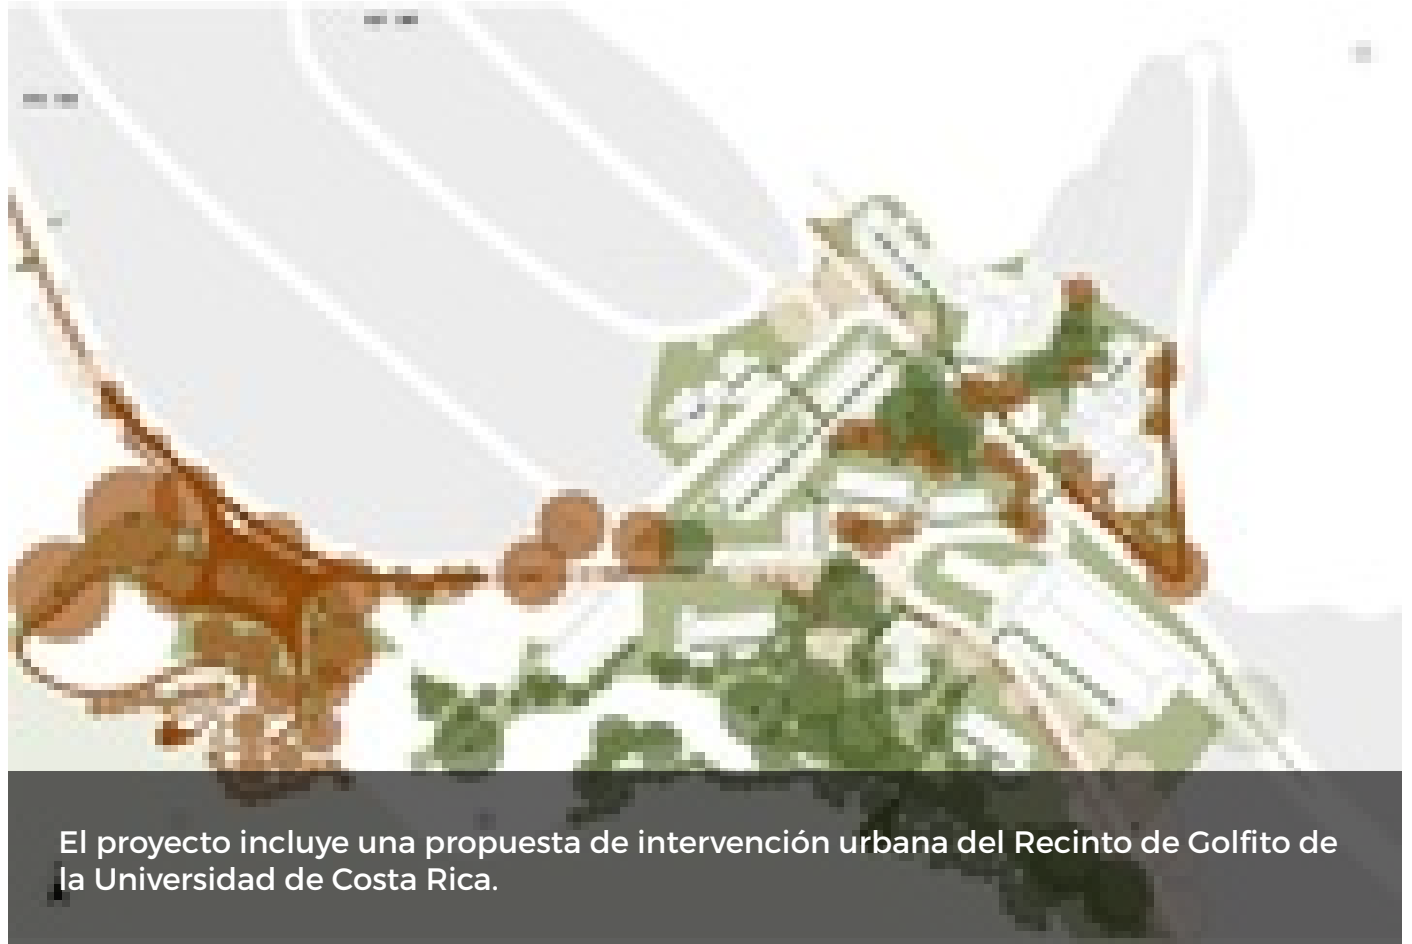 El proyecto incluye una propuesta de intervención urbana del Recinto de Golfito de
la Universidad de Costa Rica.